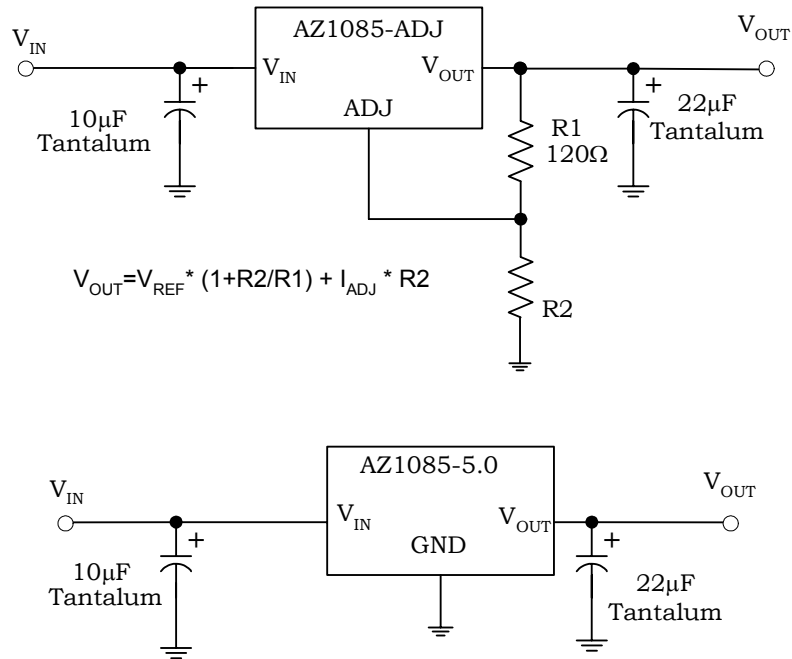 AZ1085-ADJ
V_IN
V_OUT
V_IN
V_OUT
ADJ
+
+
10μF
Tantalum
R1
120Ω
22μF
Tantalum
V_OUT=V_REF* (1+R2/R1) + I_ADJ * R2
R2
AZ1085-5.0
V_IN
V_OUT
V_IN
V_OUT
GND
+
+
10μF
Tantalum
22μF
Tantalum